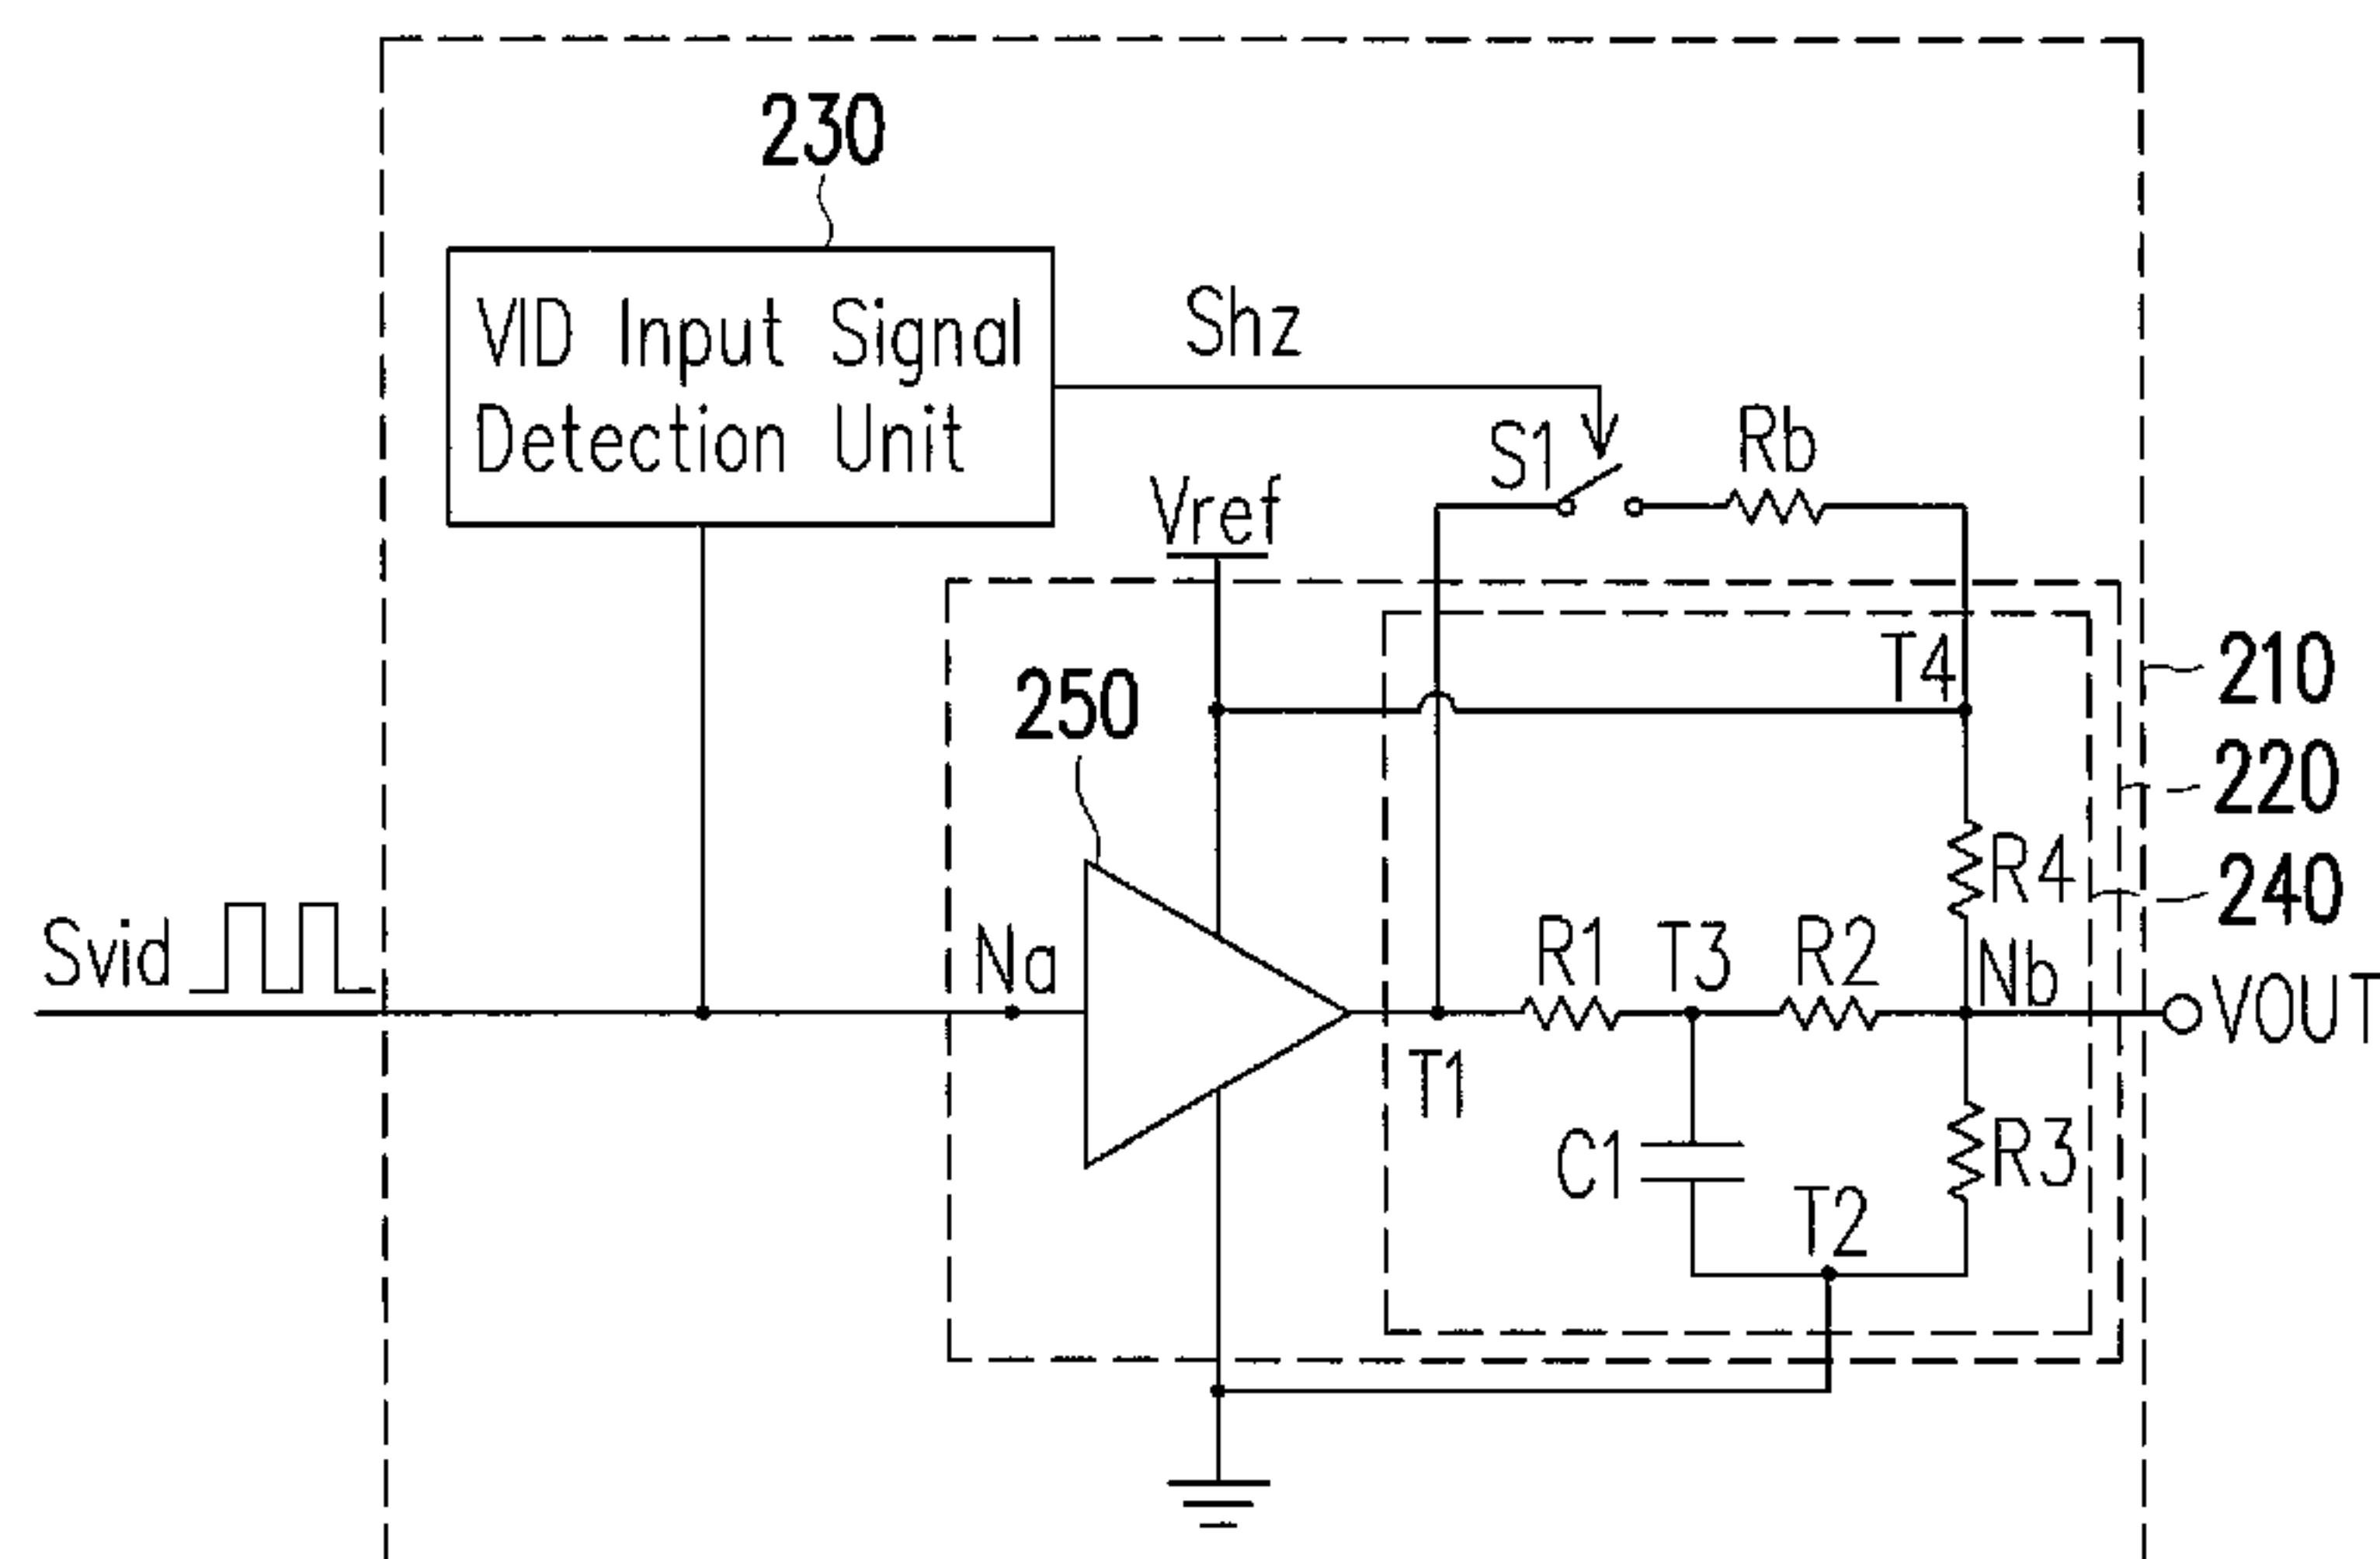 230
VID Input Signal
Detection Unit
Shz
S1
Rb
Vref
T4
210
250
220
R4
240
Svid
Na
R1
T3
R2
Nb
VOUT
T1
C1
R3
T2